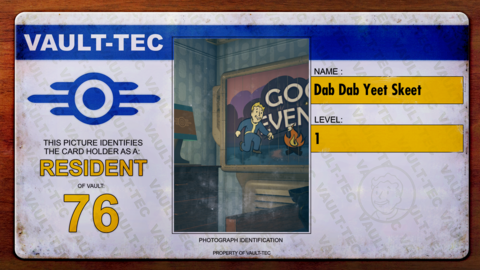 VAULT-TEC
THIS PICTURE IDENTIFIES
THE CARD HOLDER AS A:
RESIDENT
OF VAULT:
76
NAME :
Dab Dab Yeet Skeet
LEVEL:
1
PHOTOGRAPH IDENTIFICATION
PROPERTY OF VAULT-TEC